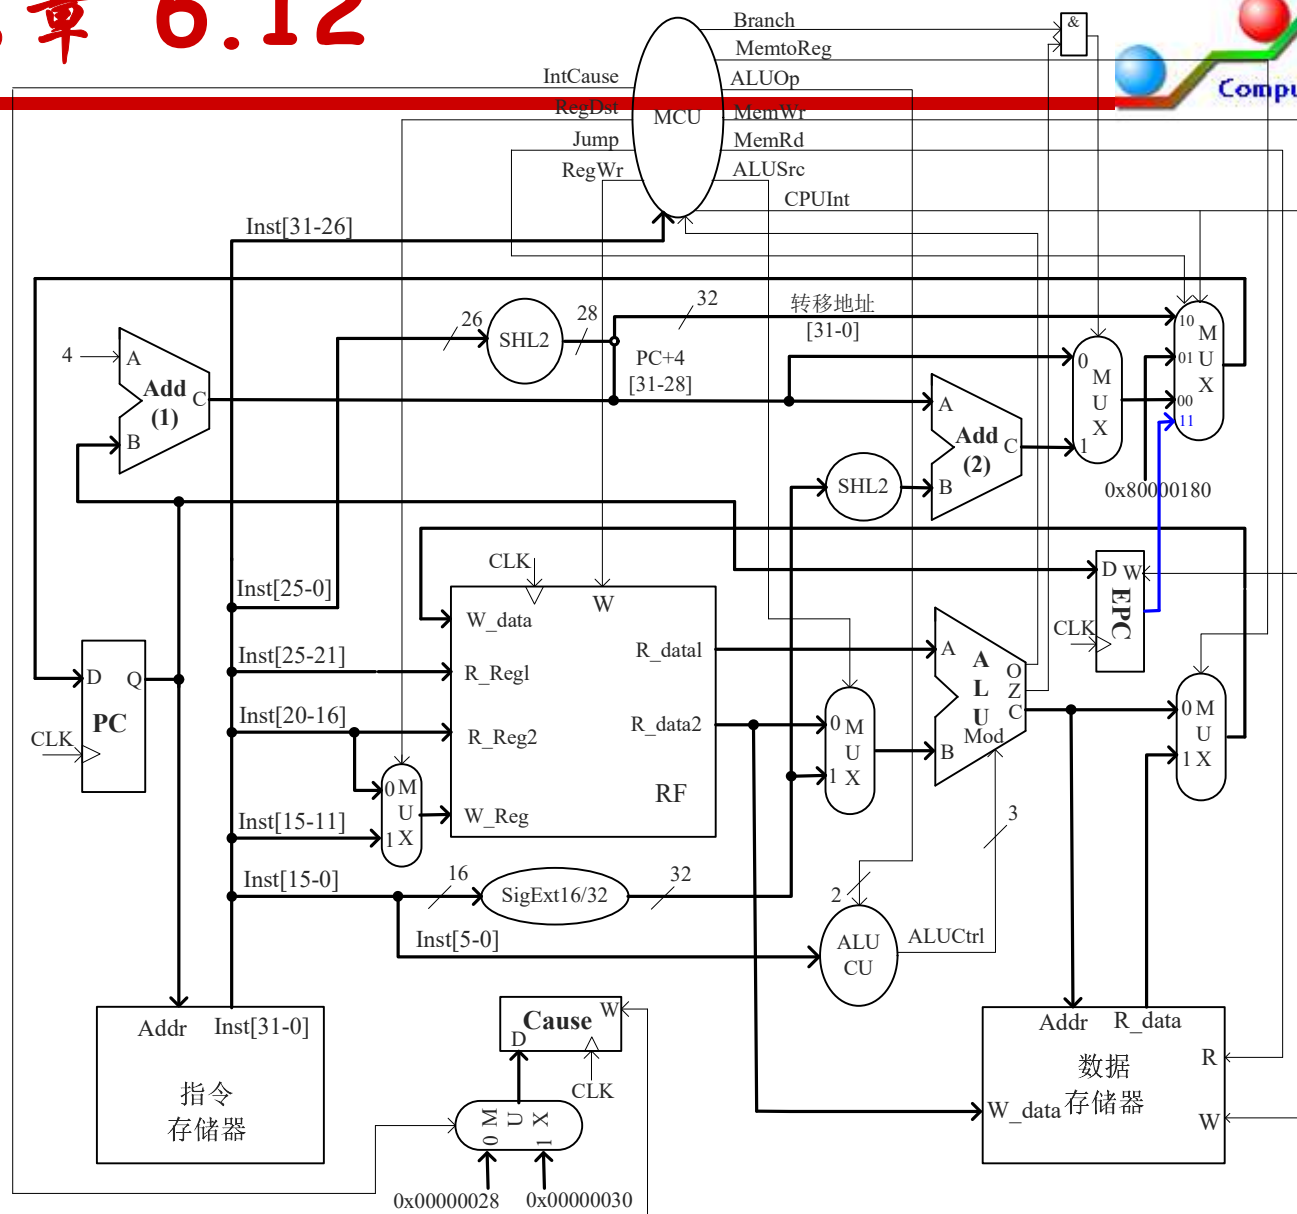 章 6.12
Compu
Branch
MemtoReg
IntCause
ALUOp
RegDst
MCU
MemWr
Jump
MemRd
RegWr
ALUSrc
CPUInt
&
Inst[31-26]
26
SHL2
28
32
转移地址
[31-0]
PC+4
[31-28]
4
A
Add
(1)
C
B
A
Add
(2)
C
B
SHL2
0
M
U
X
1
10
01
00
11
M
U
X
0x80000180
CLK
W
Inst[25-0]
W_data
Inst[25-21]
R_Reg1
R_data1
Inst[20-16]
R_Reg2
R_data2
RF
W_Reg
D
Q
PC
CLK
0 M
U
1 X
Inst[15-11]
Inst[15-0]
16
SigExt16/32
32
Inst[5-0]
0 M
U
1 X
A
A
L
U
O
Z
C
Mod
B
D W
EPC
CLK
0 M
U
1 X
3
2
ALU
CU
ALUCtrl
Addr
Inst[31-0]
指令
存储器
Cause
W
D
CLK
0 M
U
1 X
0x00000028
0x00000030
Addr
R_data
数据
存储器
R
W_data
W